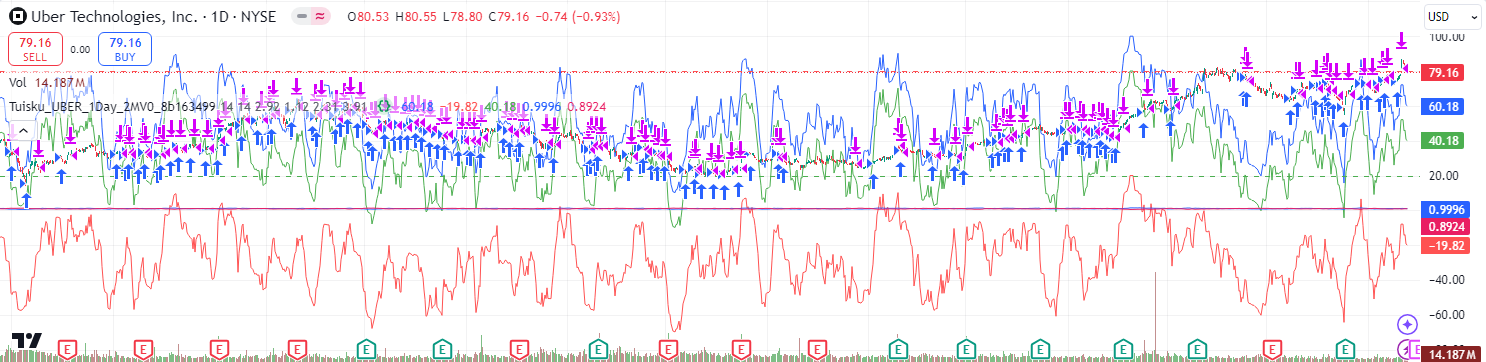 Uber Technologies, Inc. · 1D · NYSE O80.53 H80.55 L78.80 C79.16 −0.74 (−0.93%)
USD
79.16 SELL
0.00
79.16 BUY
Vol 14.187M
Tuisku_UBER_1Day_2MV0_8b163499 14 14 2.92 1.12 2.31 3.91 60.18 −19.82 40.18 0.9996 0.8924
100.00
79.16
60.18
40.18
20.00
0.9996
0.8924
−19.82
−40.00
−60.00
14.187M
E E E E E E E E E E E E E E E E E E